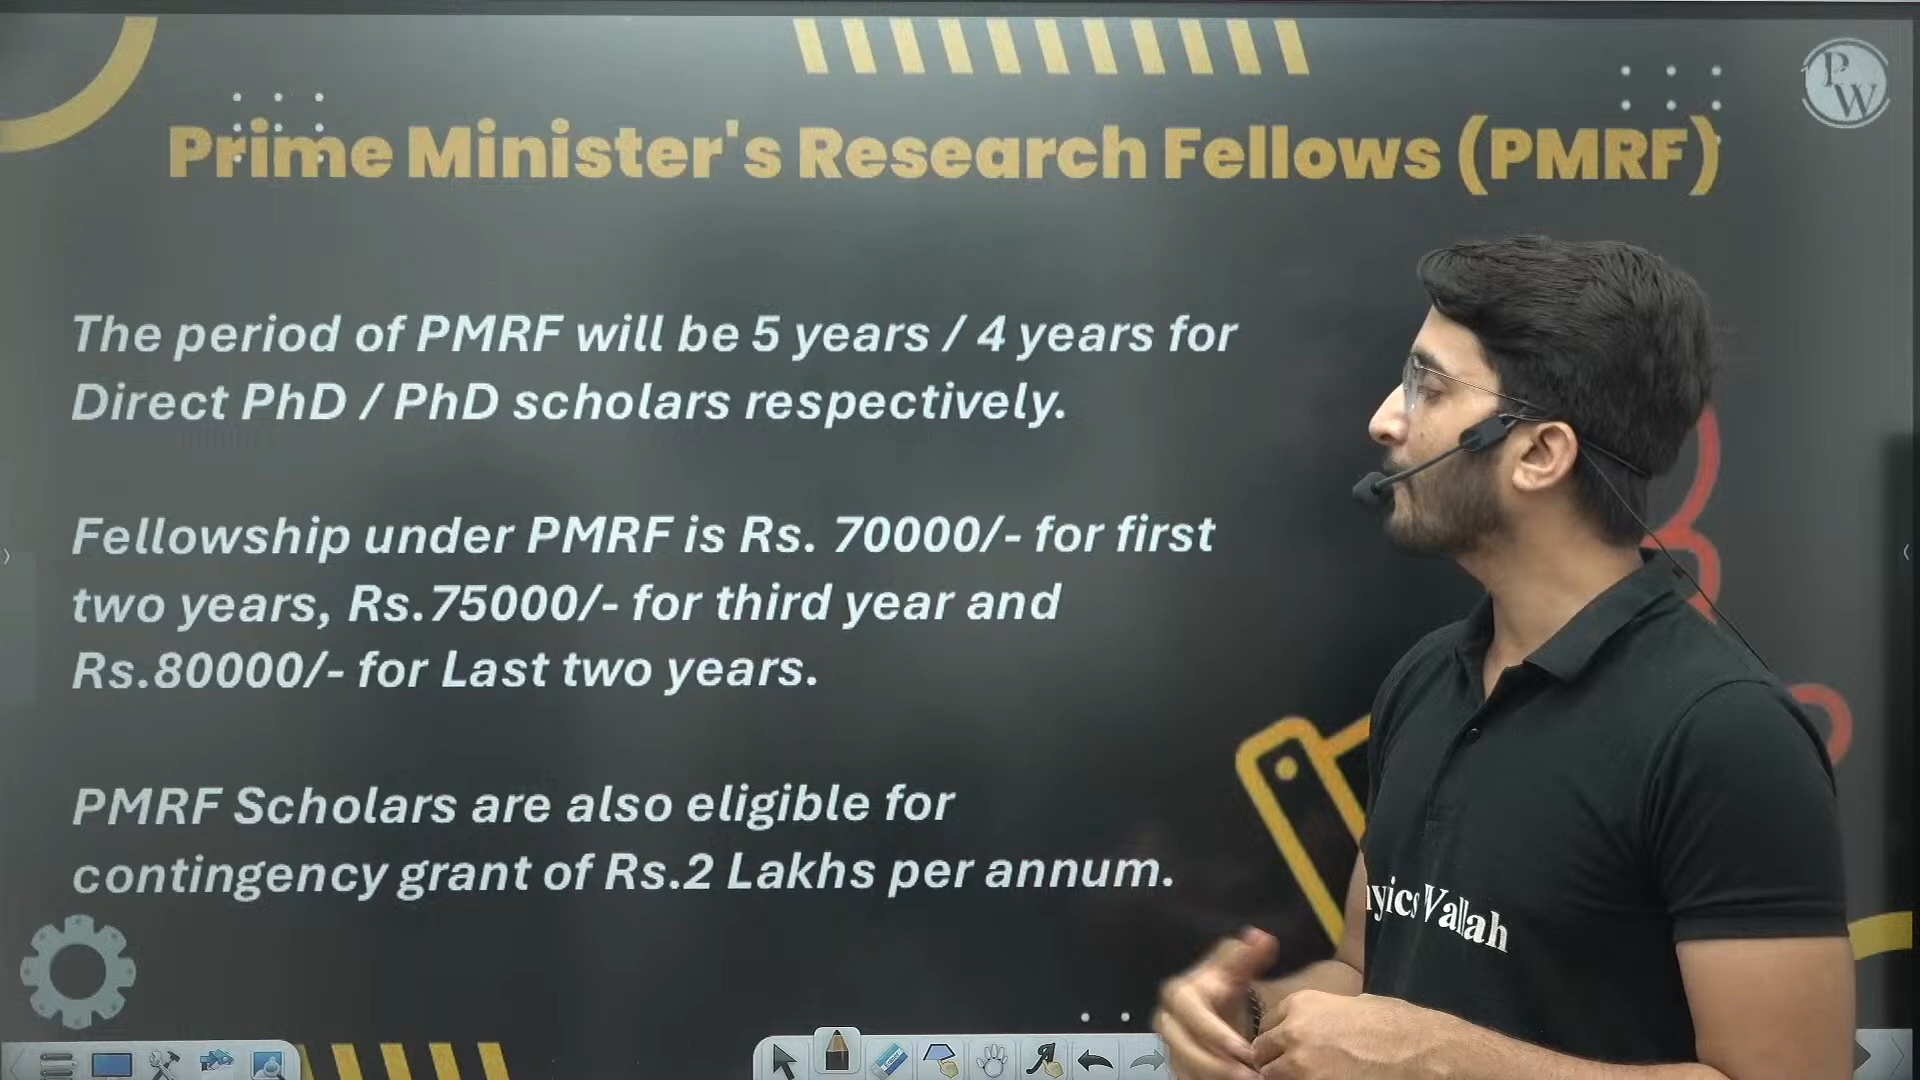 PW
Prime Minister's Research Fellows (PMRF)
The period of PMRF will be 5 years / 4 years for
Direct PhD / PhD scholars respectively.
Fellowship under PMRF is Rs. 70000/- for first
two years, Rs.75000/- for third year and
Rs.80000/- for Last two years.
PMRF Scholars are also eligible for
contingency grant of Rs.2 Lakhs per annum.
yics Wallah